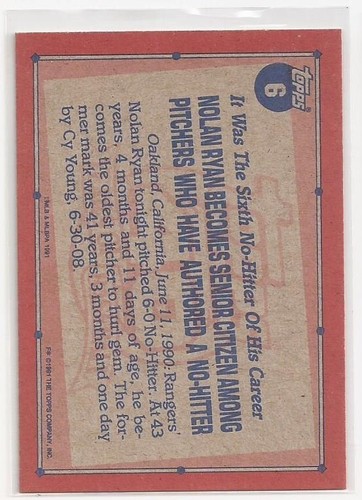 TOPPS
6
It Was The Sixth No-Hitter Of His Career
NOLAN RYAN BECOMES SENIOR CITIZEN AMONG
PITCHERS WHO HAVE AUTHORED A NO-HITTER
Oakland, California, June 11, 1990: Rangers'
Nolan Ryan tonight pitched 6-0 No-Hitter. At 43
years, 4 months and 11 days of age, he be-
comes the oldest pitcher to hurl gem. The for-
mer mark was 41 years, 3 months and one day
by Cy Young, 6-30-08
©MLB & MLBPA 1991
F* ©1991 THE TOPPS COMPANY, INC.